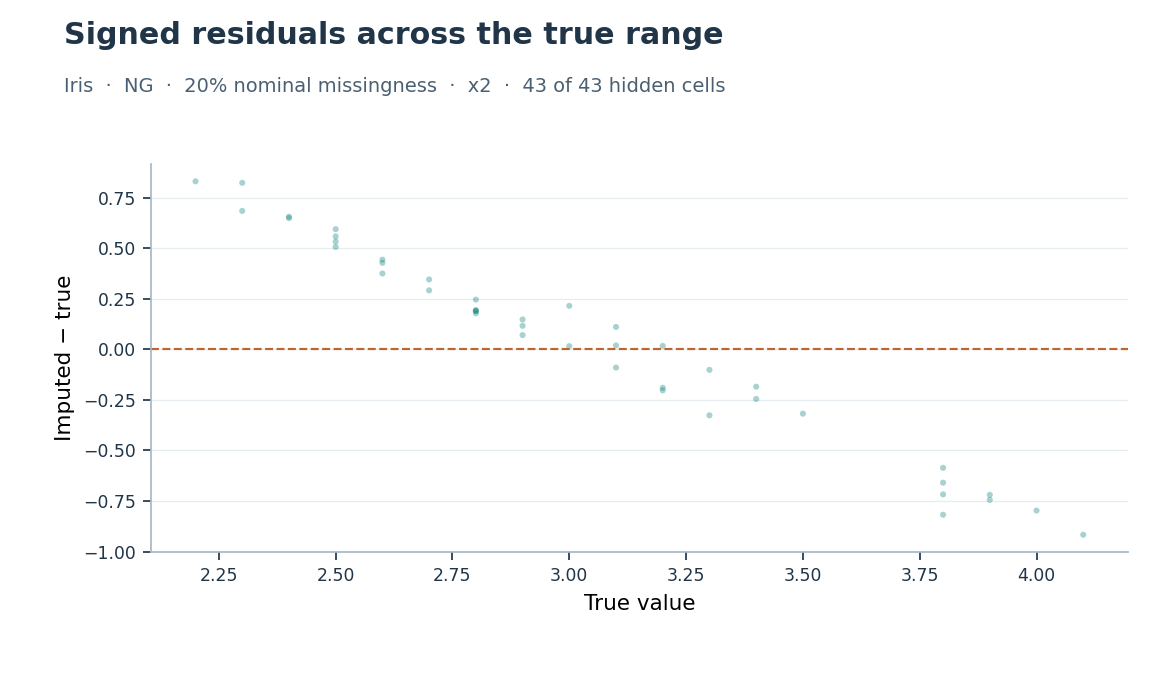 Signed residuals across the true range
Iris · NG · 20% nominal missingness · x2 · 43 of 43 hidden cells
Imputed − true
0.75
0.50
0.25
0.00
−0.25
−0.50
−0.75
−1.00
2.25 2.50 2.75 3.00 3.25 3.50 3.75 4.00
True value